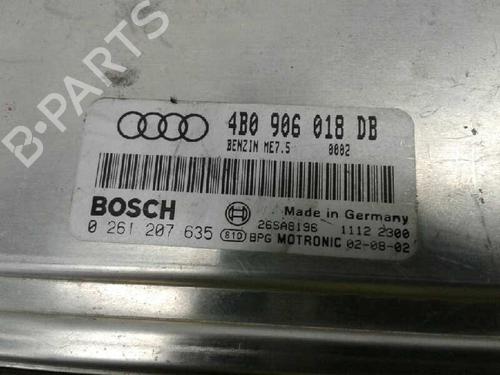 4B0 906 018 DB
BENZIN ME7.5 0002
BOSCH Made in Germany
26SA8196 1112 2300
0 261 207 635 810 BPG MOTRONIC 02-08-02
B-PARTS